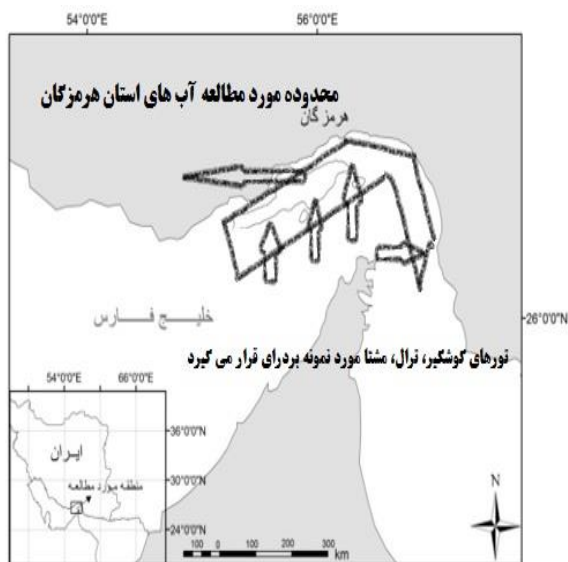 54°0'0"E 56°0'0"E
محدوده مورد مطالعه آب های استان هرمزگان
هرمزگان
خلیج فارس
26°0'0"N
تورهای گوشگیر، ترال، مشتا مورد نمونه بردرای قرار می گیرد
54°0'0"E 66°0'0"E
36°0'0"N
ایران
30°0'0"N
منطقه مورد مطالعه
24°0'0"N
N
100 0 100 200 300
km